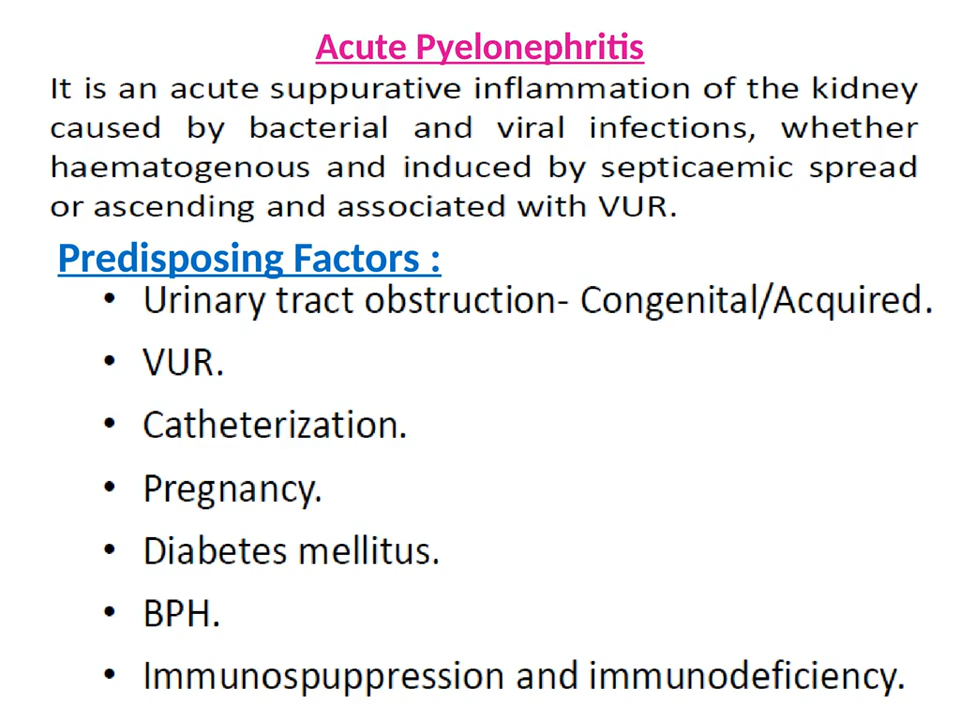 Acute Pyelonephritis
It is an acute suppurative inflammation of the kidney
caused by bacterial and viral infections, whether
haematogenous and induced by septicaemic spread
or ascending and associated with VUR.
Predisposing Factors :
• Urinary tract obstruction- Congenital/Acquired.
• VUR.
• Catheterization.
• Pregnancy.
• Diabetes mellitus.
• BPH.
• Immunospuppression and immunodeficiency.